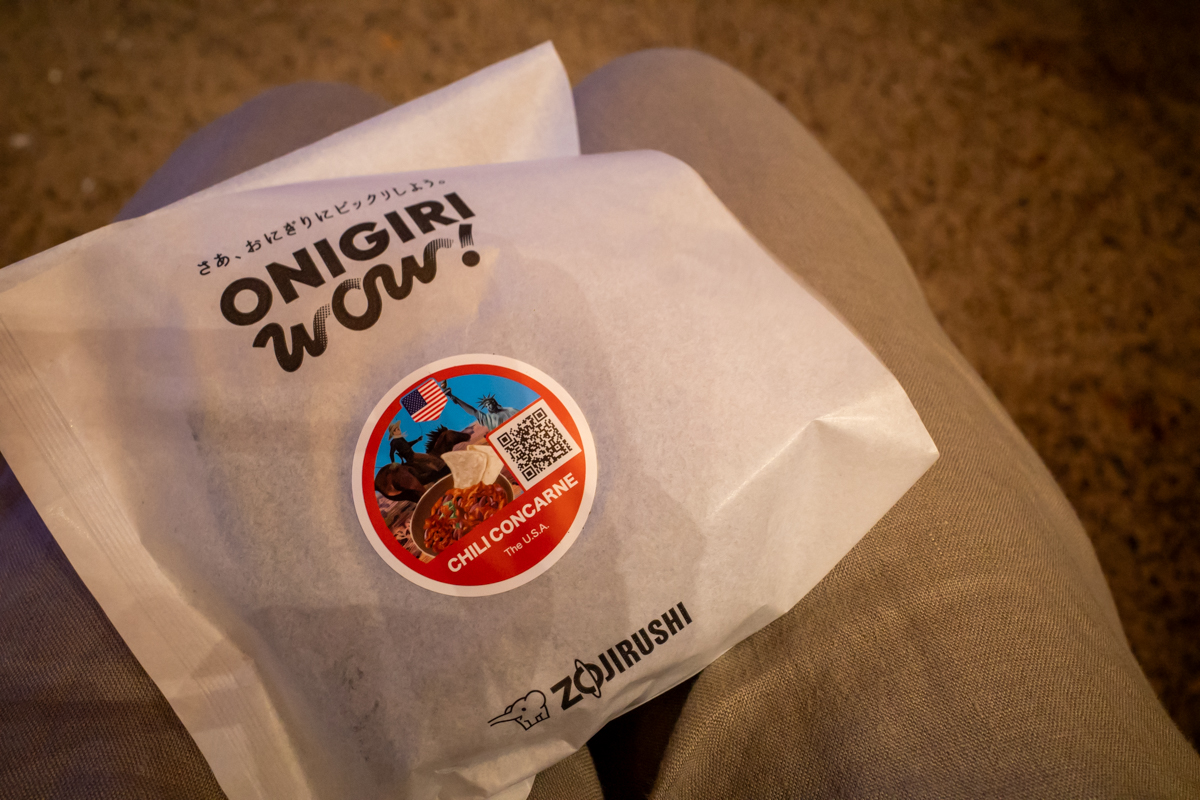 さあ、おにぎりにビックリしよう。
ONIGIRI
WOW!
CHILI CONCARNE
The U.S.A.
ZOJIRUSHI